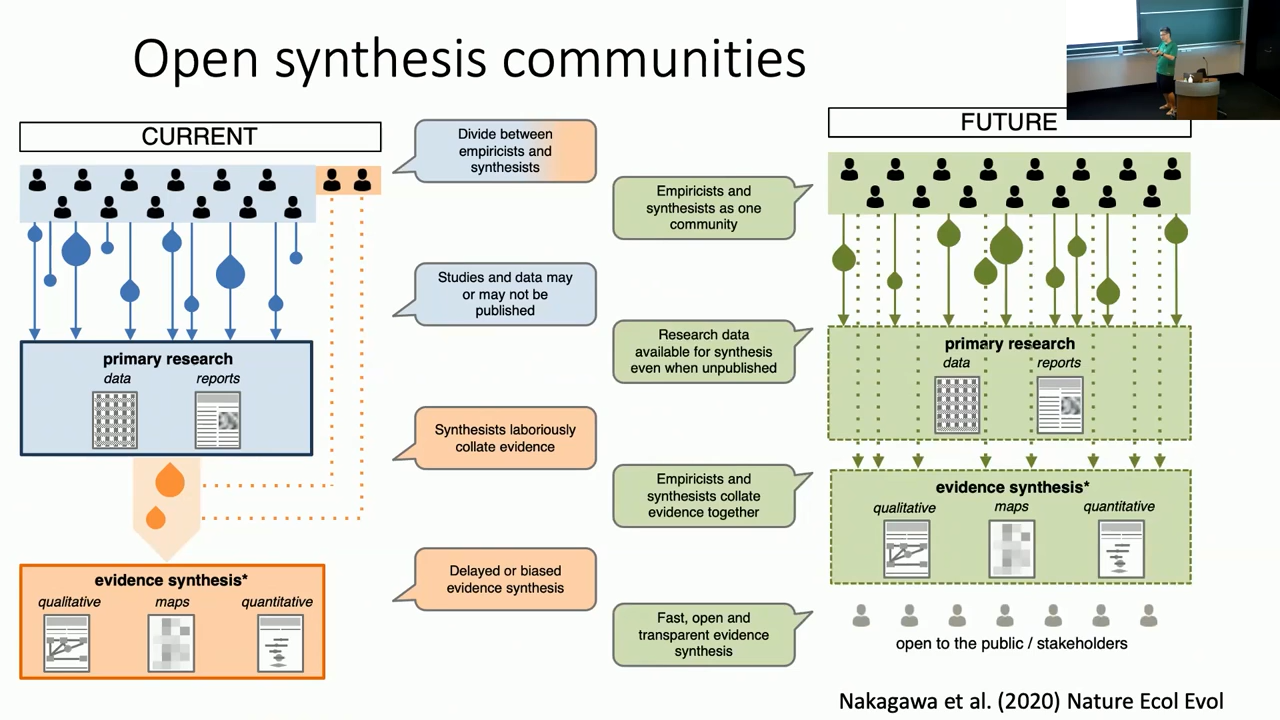 Open synthesis communities
CURRENT
Divide between
empiricists and
synthesists
Studies and data may
or may not be
published
primary research
data
reports
Synthesists laboriously
collate evidence
Delayed or biased
evidence synthesis
evidence synthesis*
qualitative
maps
quantitative
FUTURE
Empiricists and
synthesists as one
community
Research data
available for synthesis
even when unpublished
primary research
data
reports
Empiricists and
synthesists collate
evidence together
evidence synthesis*
qualitative
maps
quantitative
Fast, open and
transparent evidence
synthesis
open to the public / stakeholders
Nakagawa et al. (2020) Nature Ecol Evol